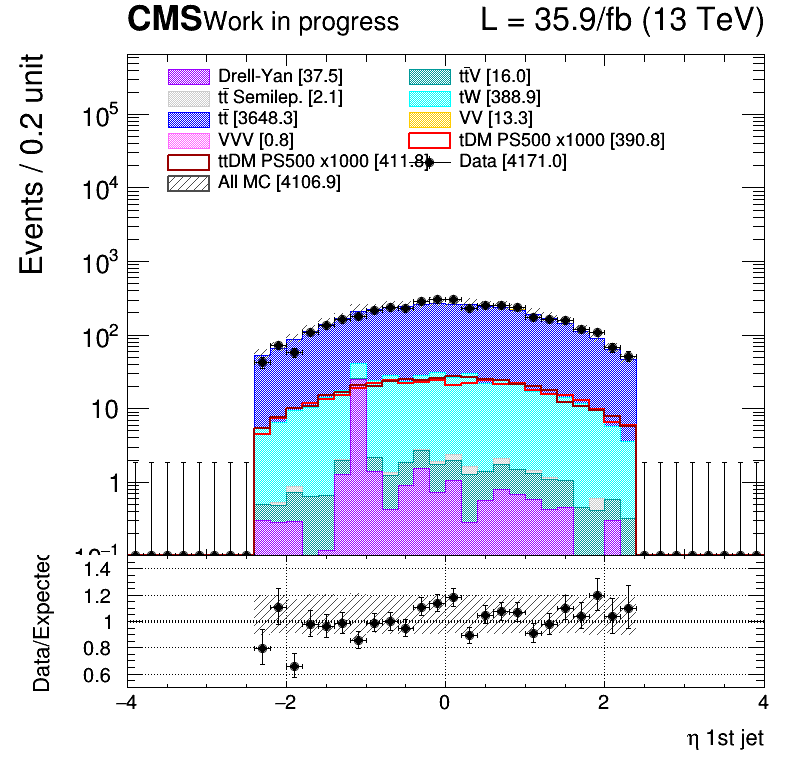 CMS Work in progress L = 35.9/fb (13 TeV)
Events / 0.2 unit
Drell-Yan [37.5] tt̄V [16.0]
tt̄ Semilep. [2.1] tW [388.9]
tt̄ [3648.3] VV [13.3]
VVV [0.8] tDM PS500 x1000 [390.8]
ttDM PS500 x1000 [411.8] Data [4171.0]
All MC [4106.9]
10⁵
10⁴
10³
10²
10
1
10⁻¹
Data/Expected
1.4
1.2
1
0.8
0.6
−4 −2 0 2 4
η 1st jet